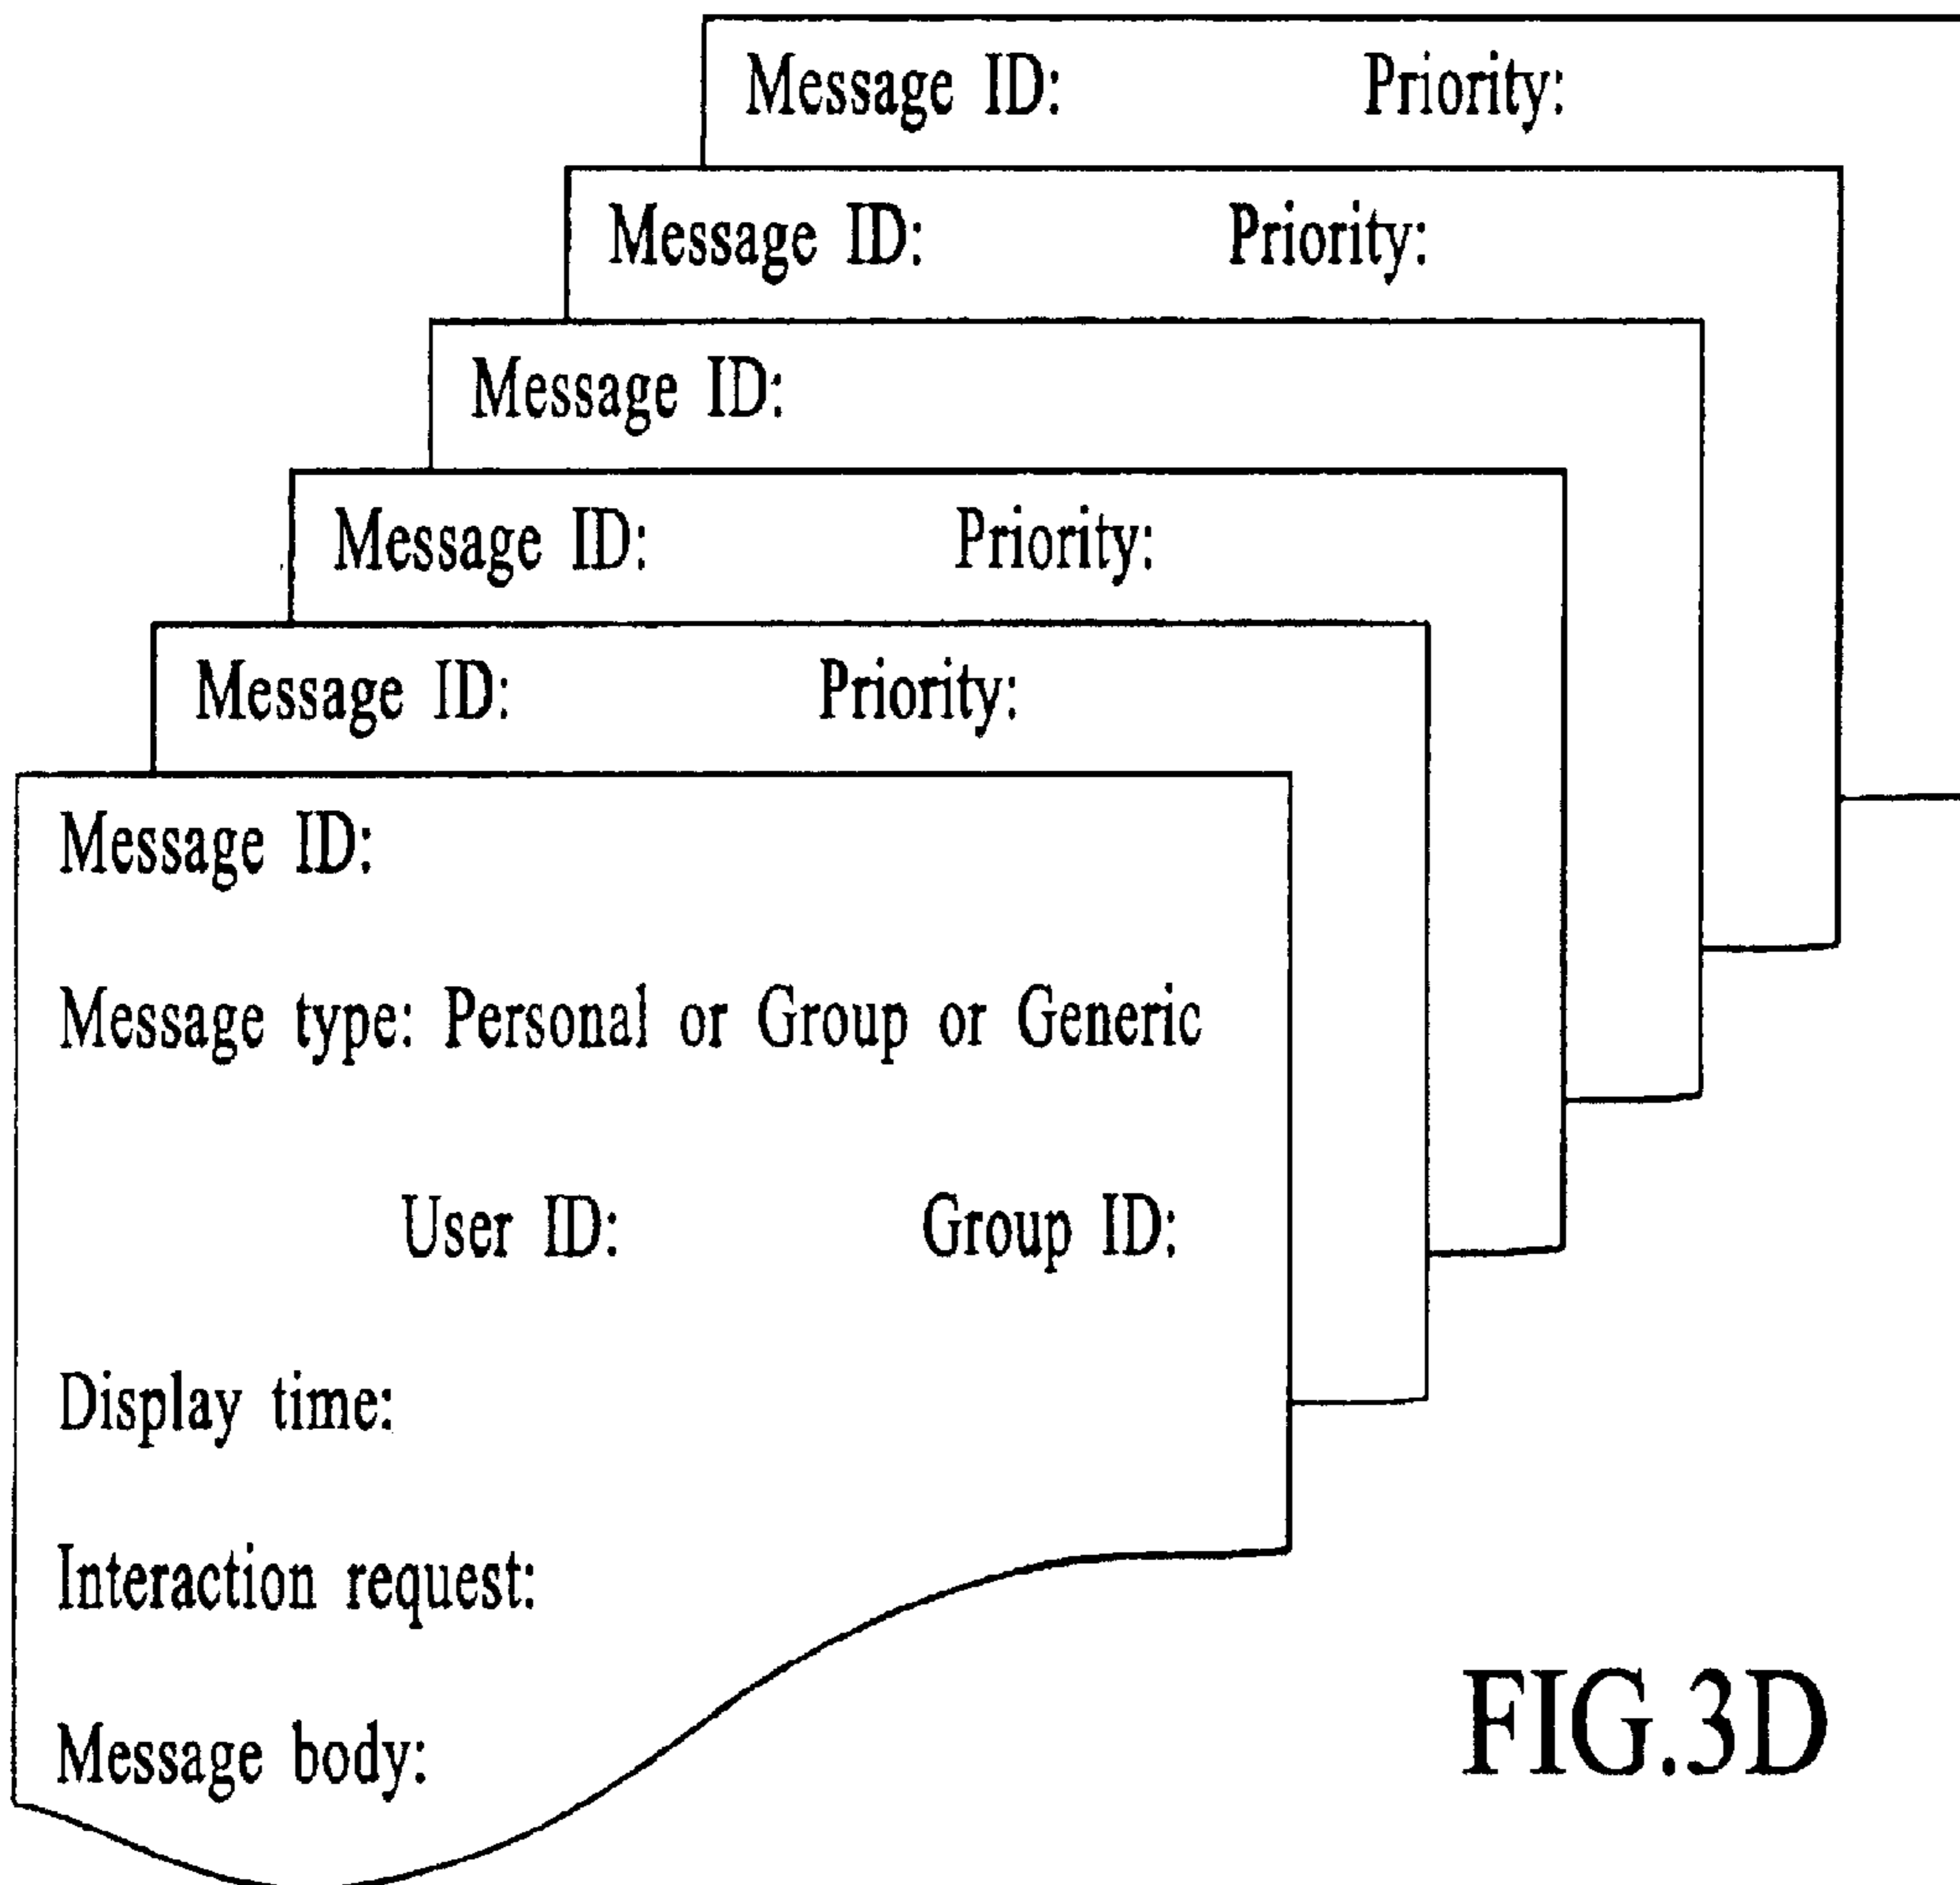 Message ID: Priority:
Message ID: Priority:
Message ID:
Message ID: Priority:
Message ID: Priority:
Message ID:
Message type: Personal or Group or Generic
User ID: Group ID:
Display time:
Interaction request:
Message body:
FIG.3D